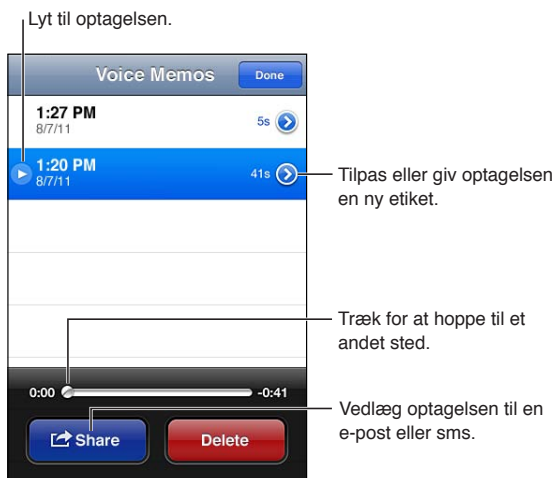 Lyt til optagelsen.
Voice Memos Done
1:27 PM
8/7/11 5s
1:20 PM
8/7/11 41s
Tilpas eller giv optagelsen
en ny etiket.
Træk for at hoppe til et
andet sted.
0:00 -0:41
Vedlæg optagelsen til en
e-post eller sms.
Share Delete